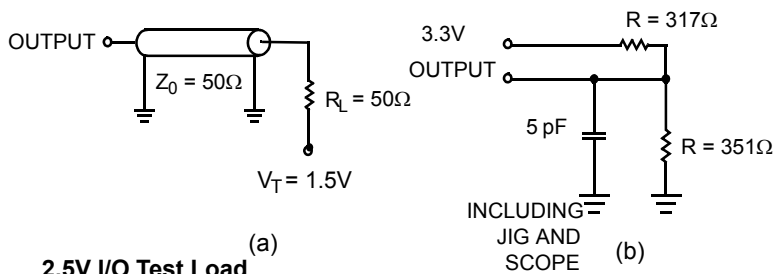 OUTPUT
Z0 = 50Ω
RL = 50Ω
VT = 1.5V
(a)
3.3V
OUTPUT
R = 317Ω
5 pF
R = 351Ω
INCLUDING
JIG AND
SCOPE
(b)
2.5V I/O Test Load